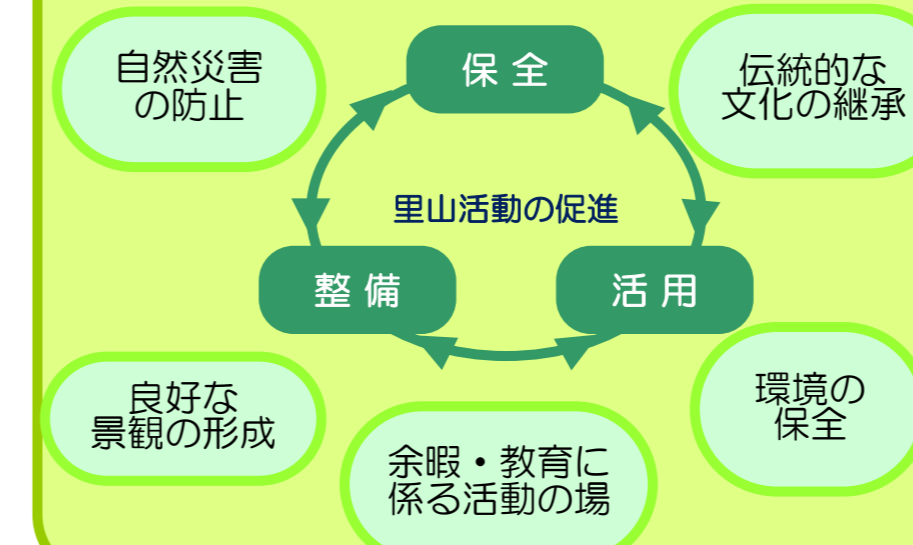 自然災害
の防止
保全
伝統的な
文化の継承
里山活動の促進
整備
活用
良好な
景観の形成
余暇・教育に
係る活動の場
環境の
保全